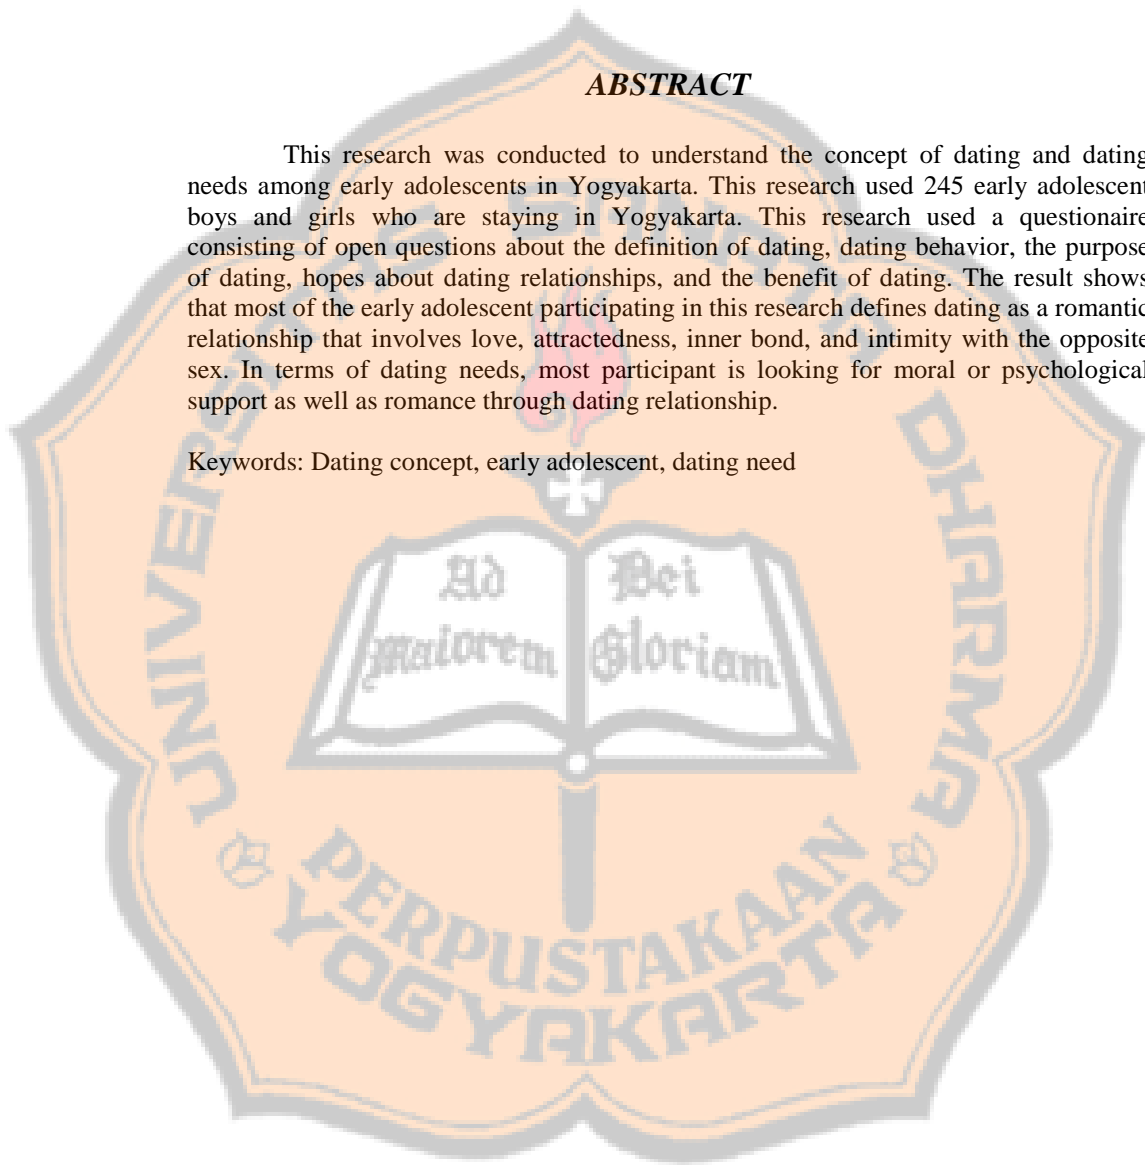 ABSTRACT
This research was conducted to understand the concept of dating and dating
needs among early adolescents in Yogyakarta. This research used 245 early adolescent
boys and girls who are staying in Yogyakarta. This research used a questionaire
consisting of open questions about the definition of dating, dating behavior, the purpose
of dating, hopes about dating relationships, and the benefit of dating. The result shows
that most of the early adolescent participating in this research defines dating as a romantic
relationship that involves love, attractedness, inner bond, and intimity with the opposite
sex. In terms of dating needs, most participant is looking for moral or psychological
support as well as romance through dating relationship.
Keywords: Dating concept, early adolescent, dating need
UNIVERSITAS SANATA DHARMA
Ad
Maiorem
Dei
Gloriam
PERPUSTAKAAN
YOGYAKARTA